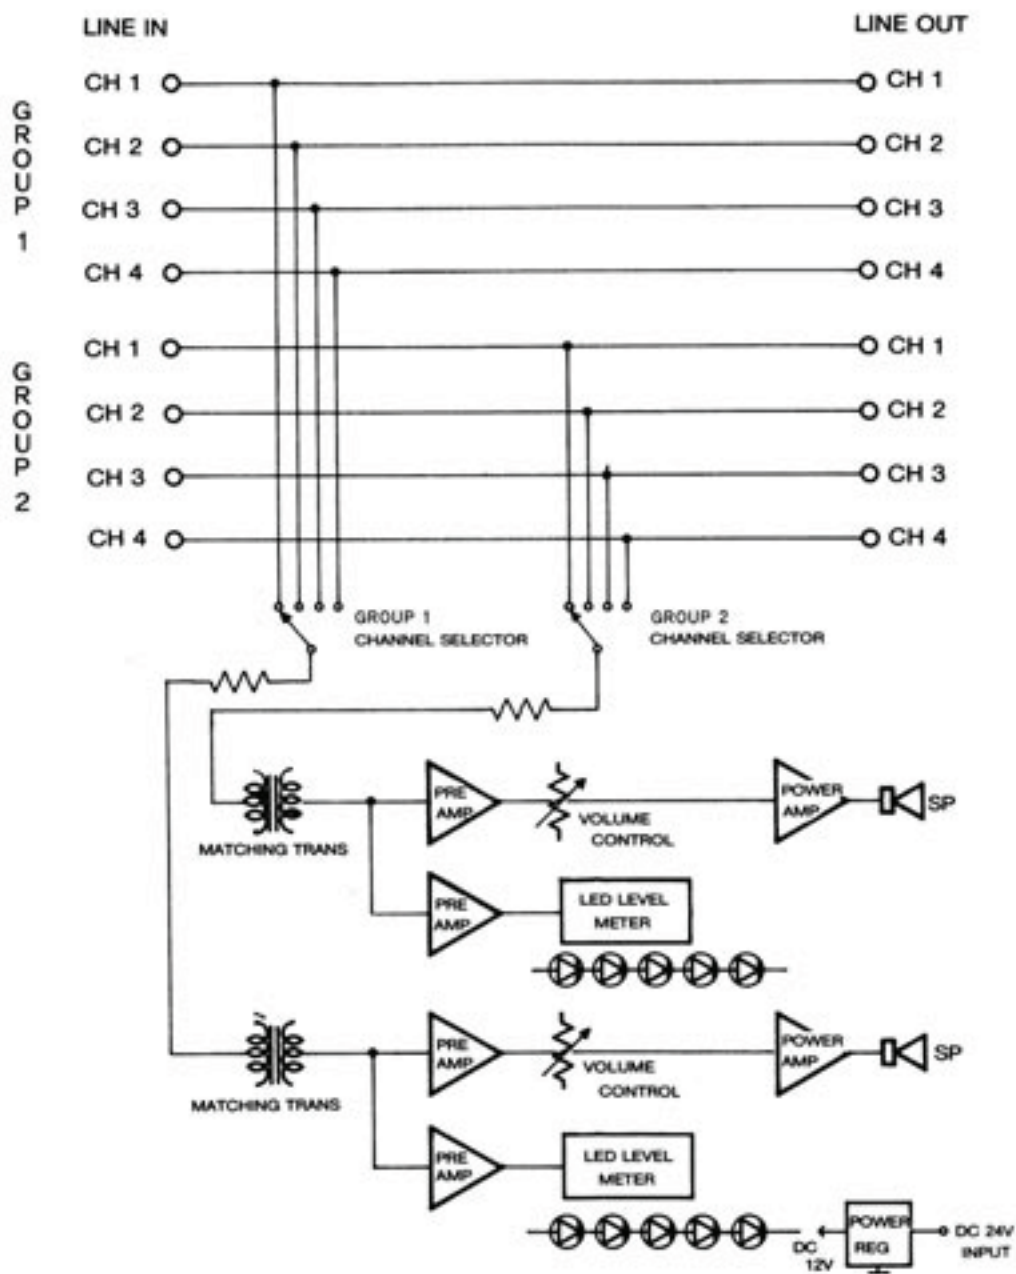 LINE IN
LINE OUT
GROUP 1
CH 1
CH 1
CH 2
CH 2
CH 3
CH 3
CH 4
CH 4
GROUP 2
CH 1
CH 1
CH 2
CH 2
CH 3
CH 3
CH 4
CH 4
GROUP 1
CHANNEL SELECTOR
GROUP 2
CHANNEL SELECTOR
MATCHING TRANS
PRE
AMP
VOLUME
CONTROL
POWER
AMP
SP
PRE
AMP
LED LEVEL
METER
MATCHING TRANS
PRE
AMP
VOLUME
CONTROL
POWER
AMP
SP
PRE
AMP
LED LEVEL
METER
DC
12V
POWER
REG
DC 24V
INPUT